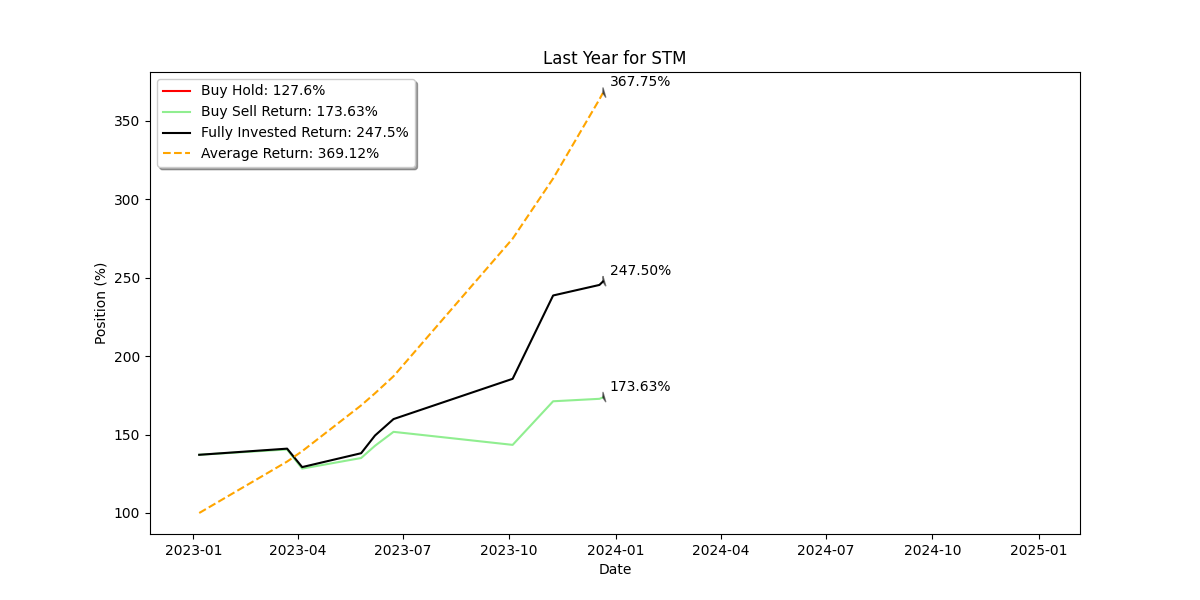 Last Year for STM
Buy Hold: 127.6%
Buy Sell Return: 173.63%
Fully Invested Return: 247.5%
Average Return: 369.12%
367.75%
247.50%
173.63%
Position (%)
350
300
250
200
150
100
2023-01 2023-04 2023-07 2023-10 2024-01 2024-04 2024-07 2024-10 2025-01
Date